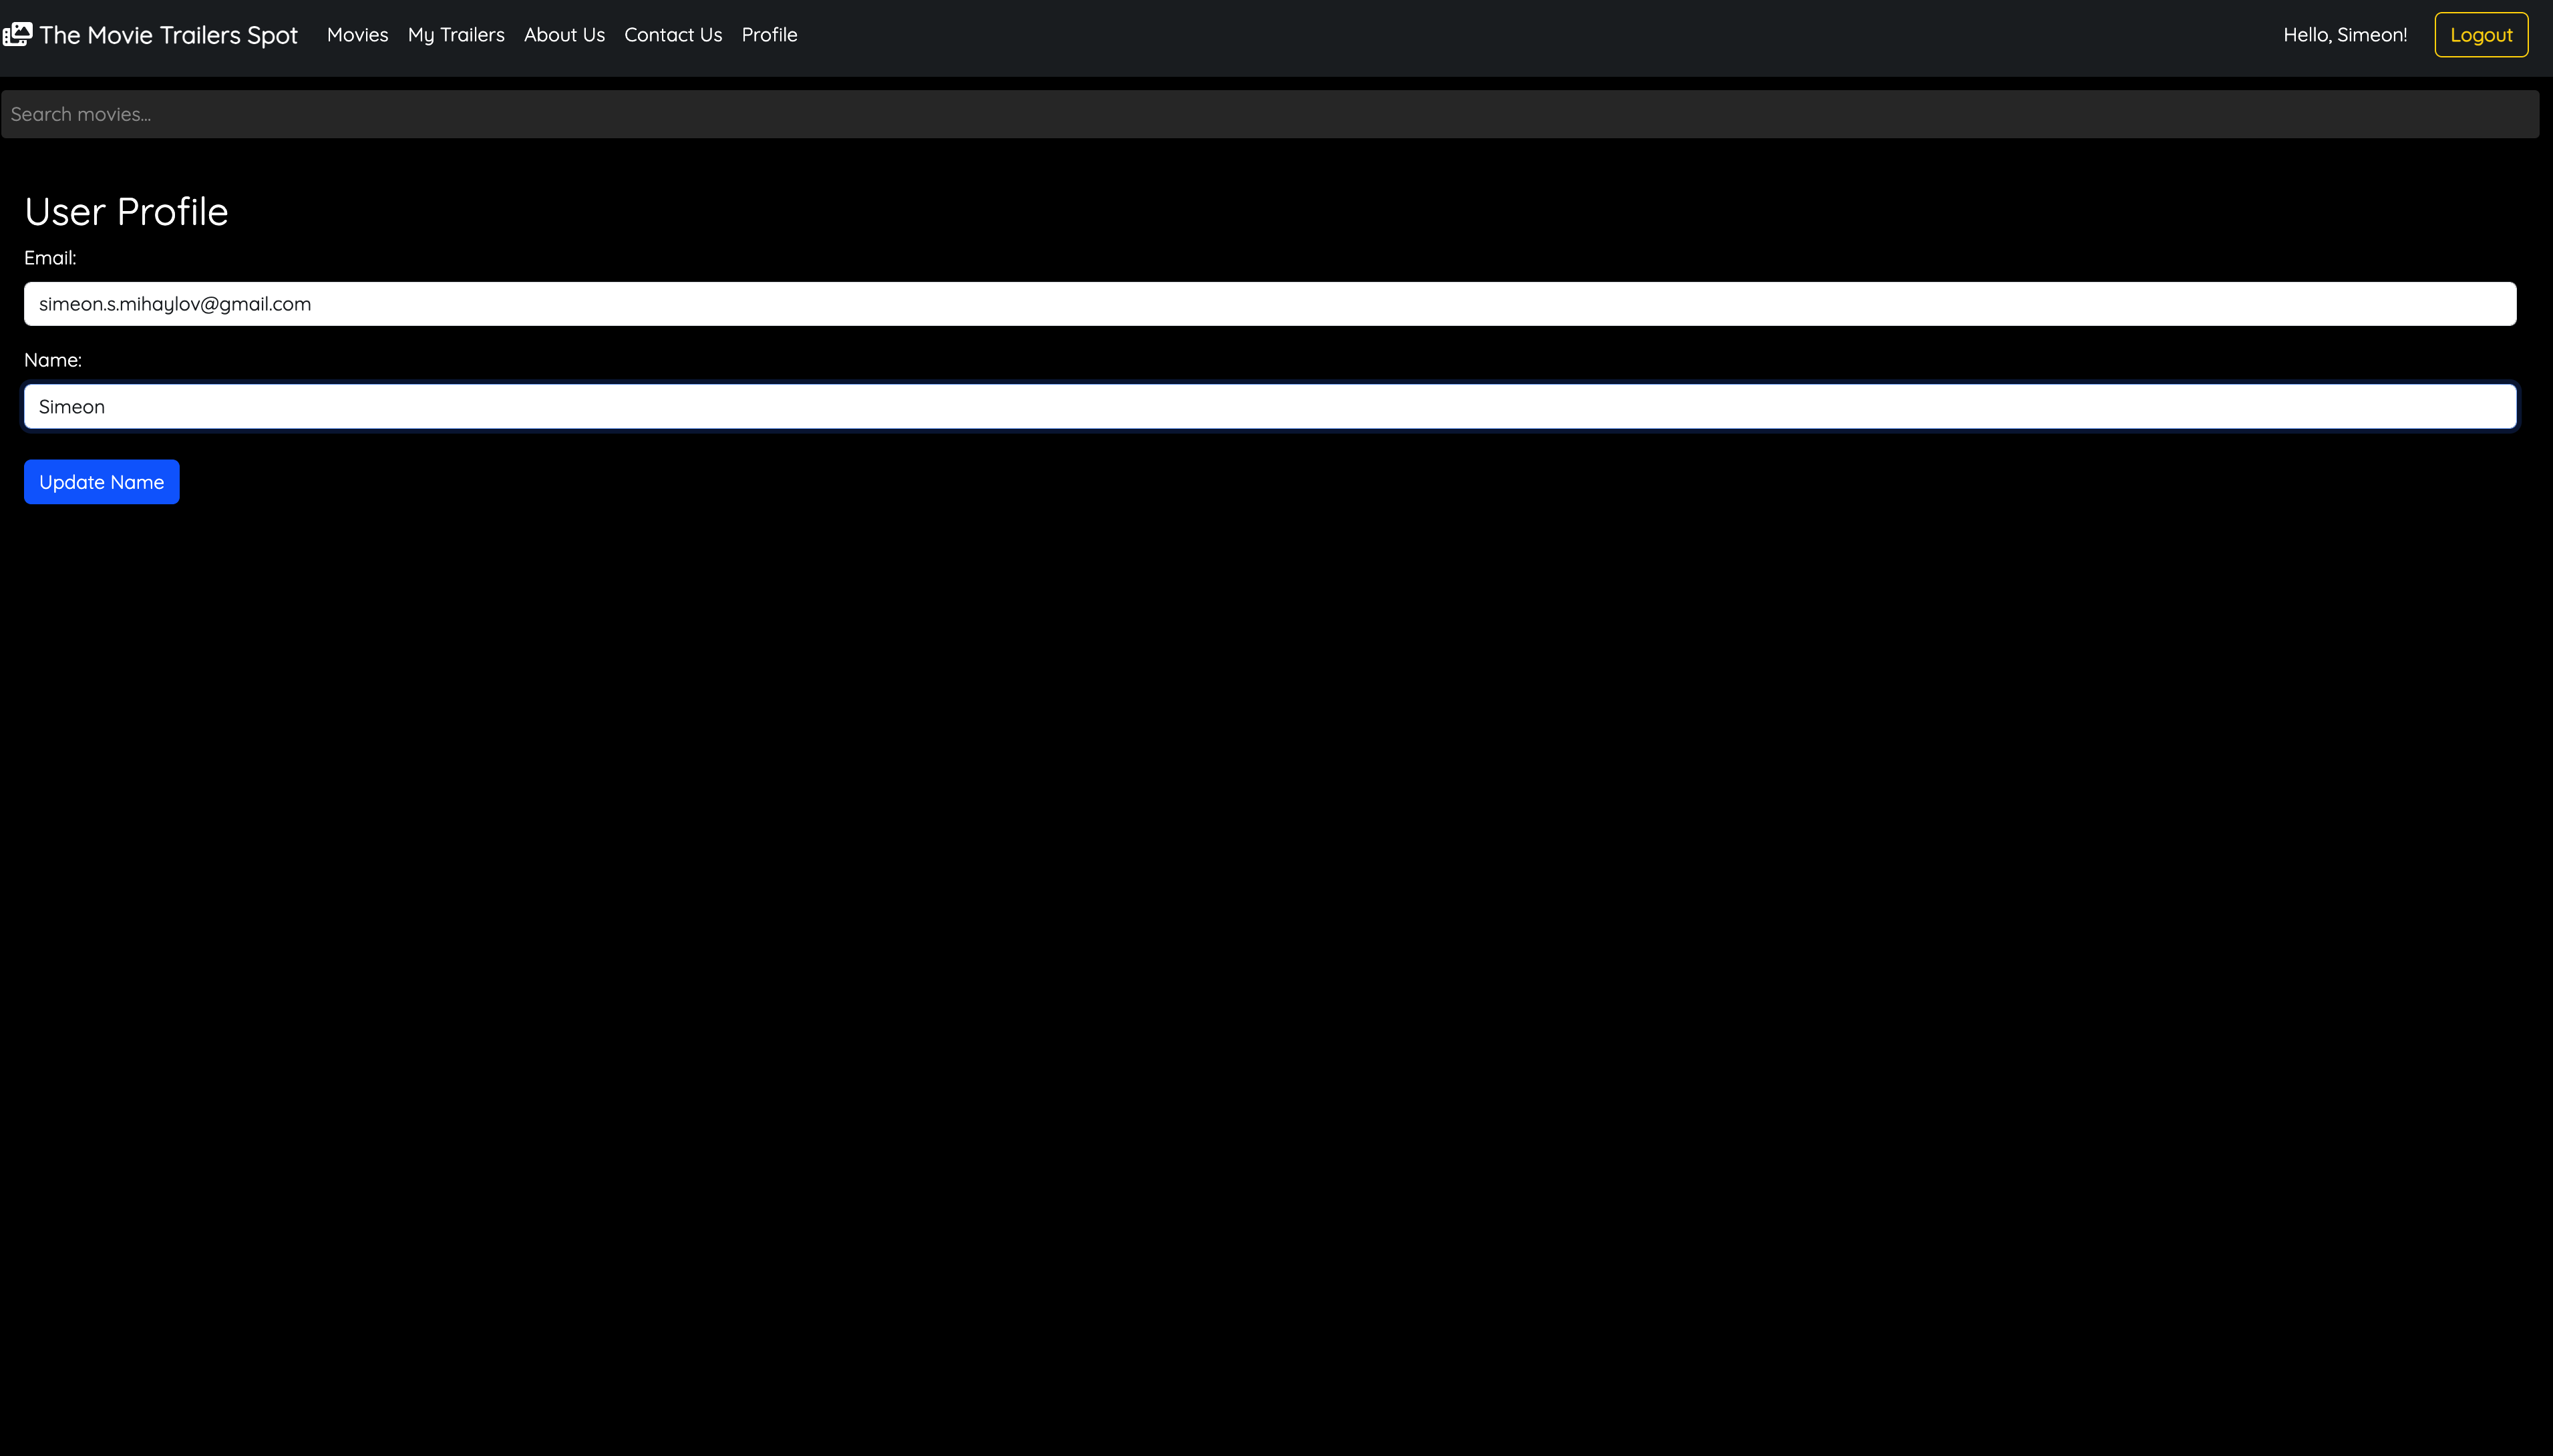 The Movie Trailers Spot Movies My Trailers About Us Contact Us Profile Hello, Simeon! Logout
Search movies...
User Profile
Email:
simeon.s.mihaylov@gmail.com
Name:
Simeon
Update Name